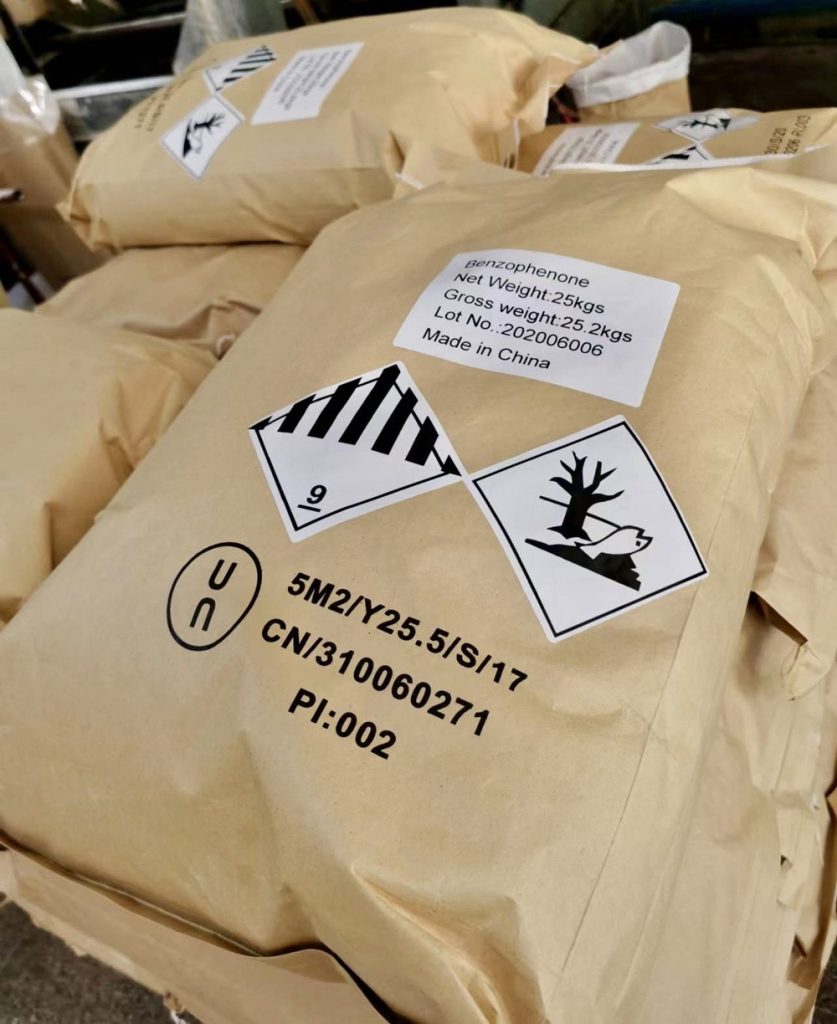 Benzophenone
Net Weight:25kgs
Gross weight:25.2kgs
Lot No.:202006006
Made in China
9
un
5M2/Y25.5/S/17
CN/310060271
PI:002